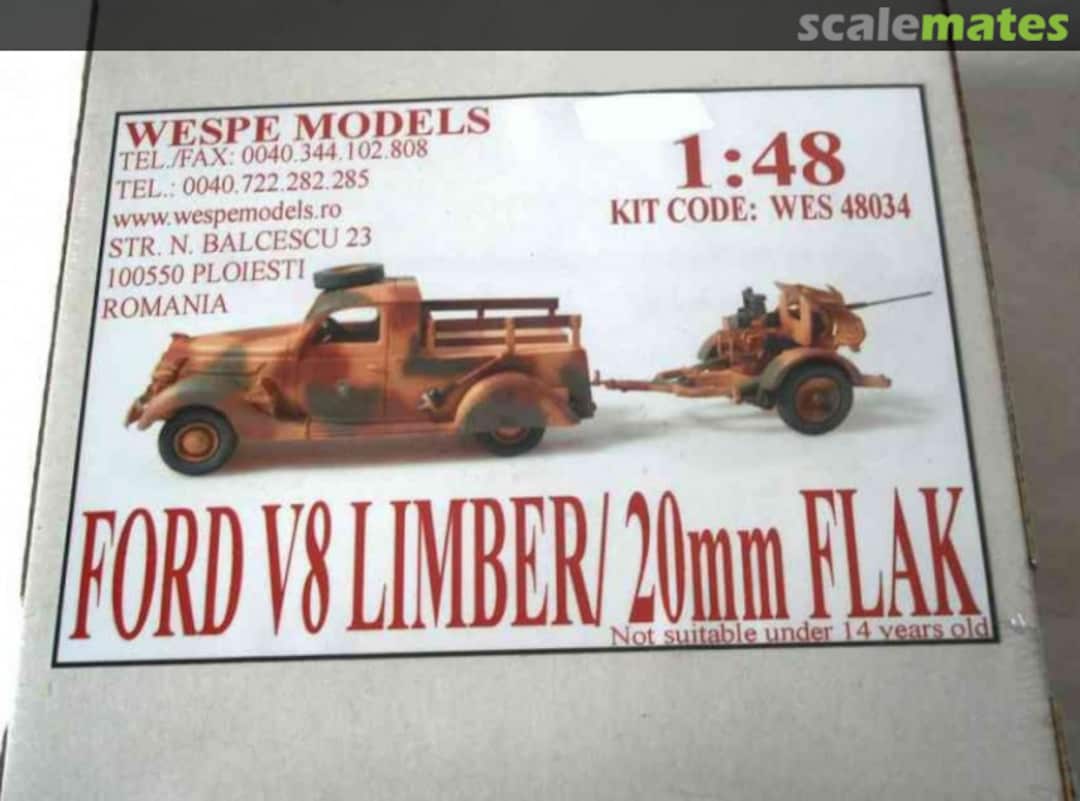 scalemates
WESPE MODELS
TEL./FAX: 0040.344.102.808
TEL.: 0040.722.282.285
www.wespemodels.ro
STR. N. BALCESCU 23
100550 PLOIESTI
ROMANIA
1:48
KIT CODE: WES 48034
FORD V8 LIMBER/ 20mm FLAK
Not suitable under 14 years old